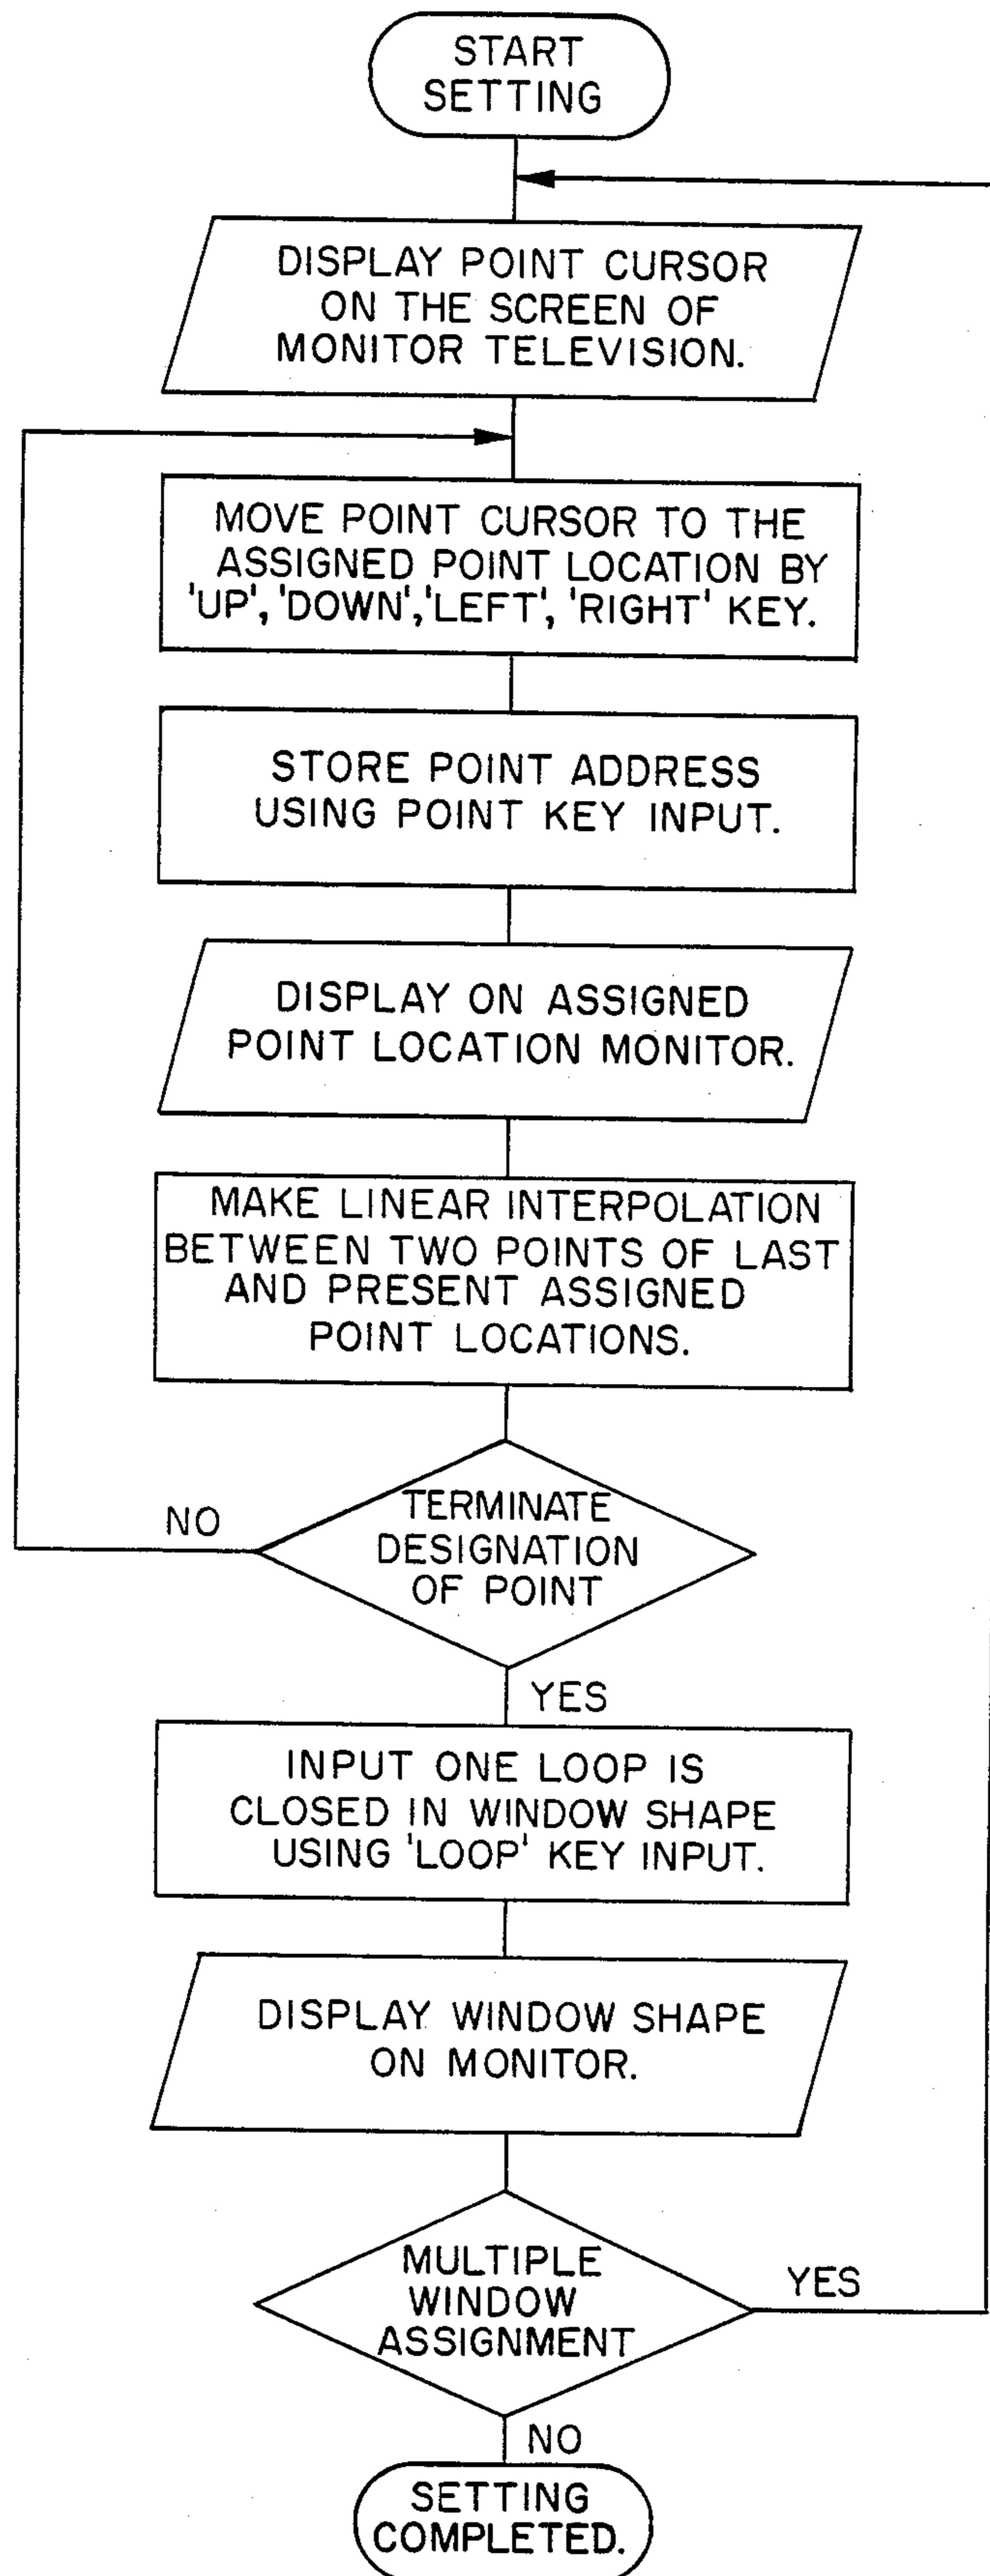 START
SETTING
DISPLAY POINT CURSOR
ON THE SCREEN OF
MONITOR TELEVISION.
MOVE POINT CURSOR TO THE
ASSIGNED POINT LOCATION BY
'UP', 'DOWN', 'LEFT', 'RIGHT' KEY.
STORE POINT ADDRESS
USING POINT KEY INPUT.
DISPLAY ON ASSIGNED
POINT LOCATION MONITOR.
MAKE LINEAR INTERPOLATION
BETWEEN TWO POINTS OF LAST
AND PRESENT ASSIGNED
POINT LOCATIONS.
NO
TERMINATE
DESIGNATION
OF POINT
YES
INPUT ONE LOOP IS
CLOSED IN WINDOW SHAPE
USING 'LOOP' KEY INPUT.
DISPLAY WINDOW SHAPE
ON MONITOR.
MULTIPLE
WINDOW
ASSIGNMENT
YES
NO
SETTING
COMPLETED.